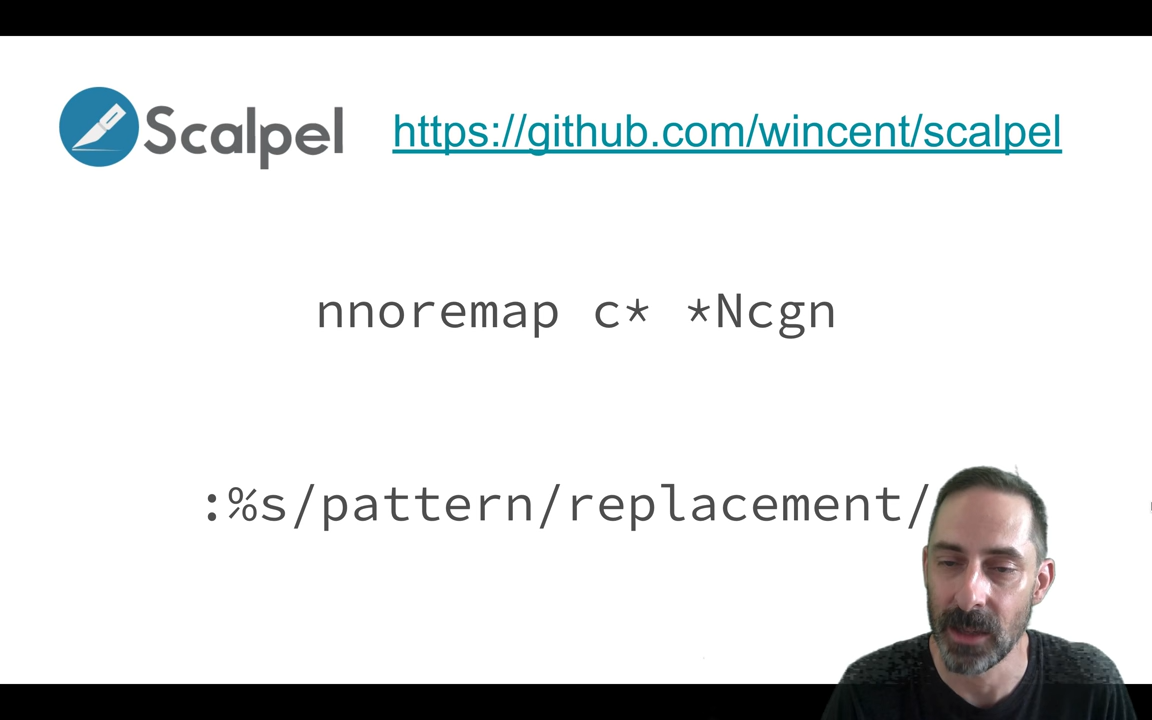 Scalpel https://github.com/wincent/scalpel
nnoremap c* *Ncgn
:%s/pattern/replacement/